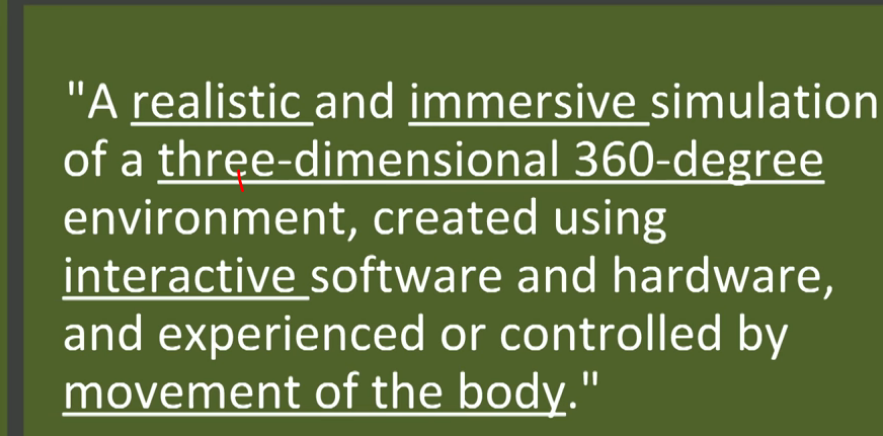 "A realistic and immersive simulation
of a three-dimensional 360-degree
environment, created using
interactive software and hardware,
and experienced or controlled by
movement of the body."